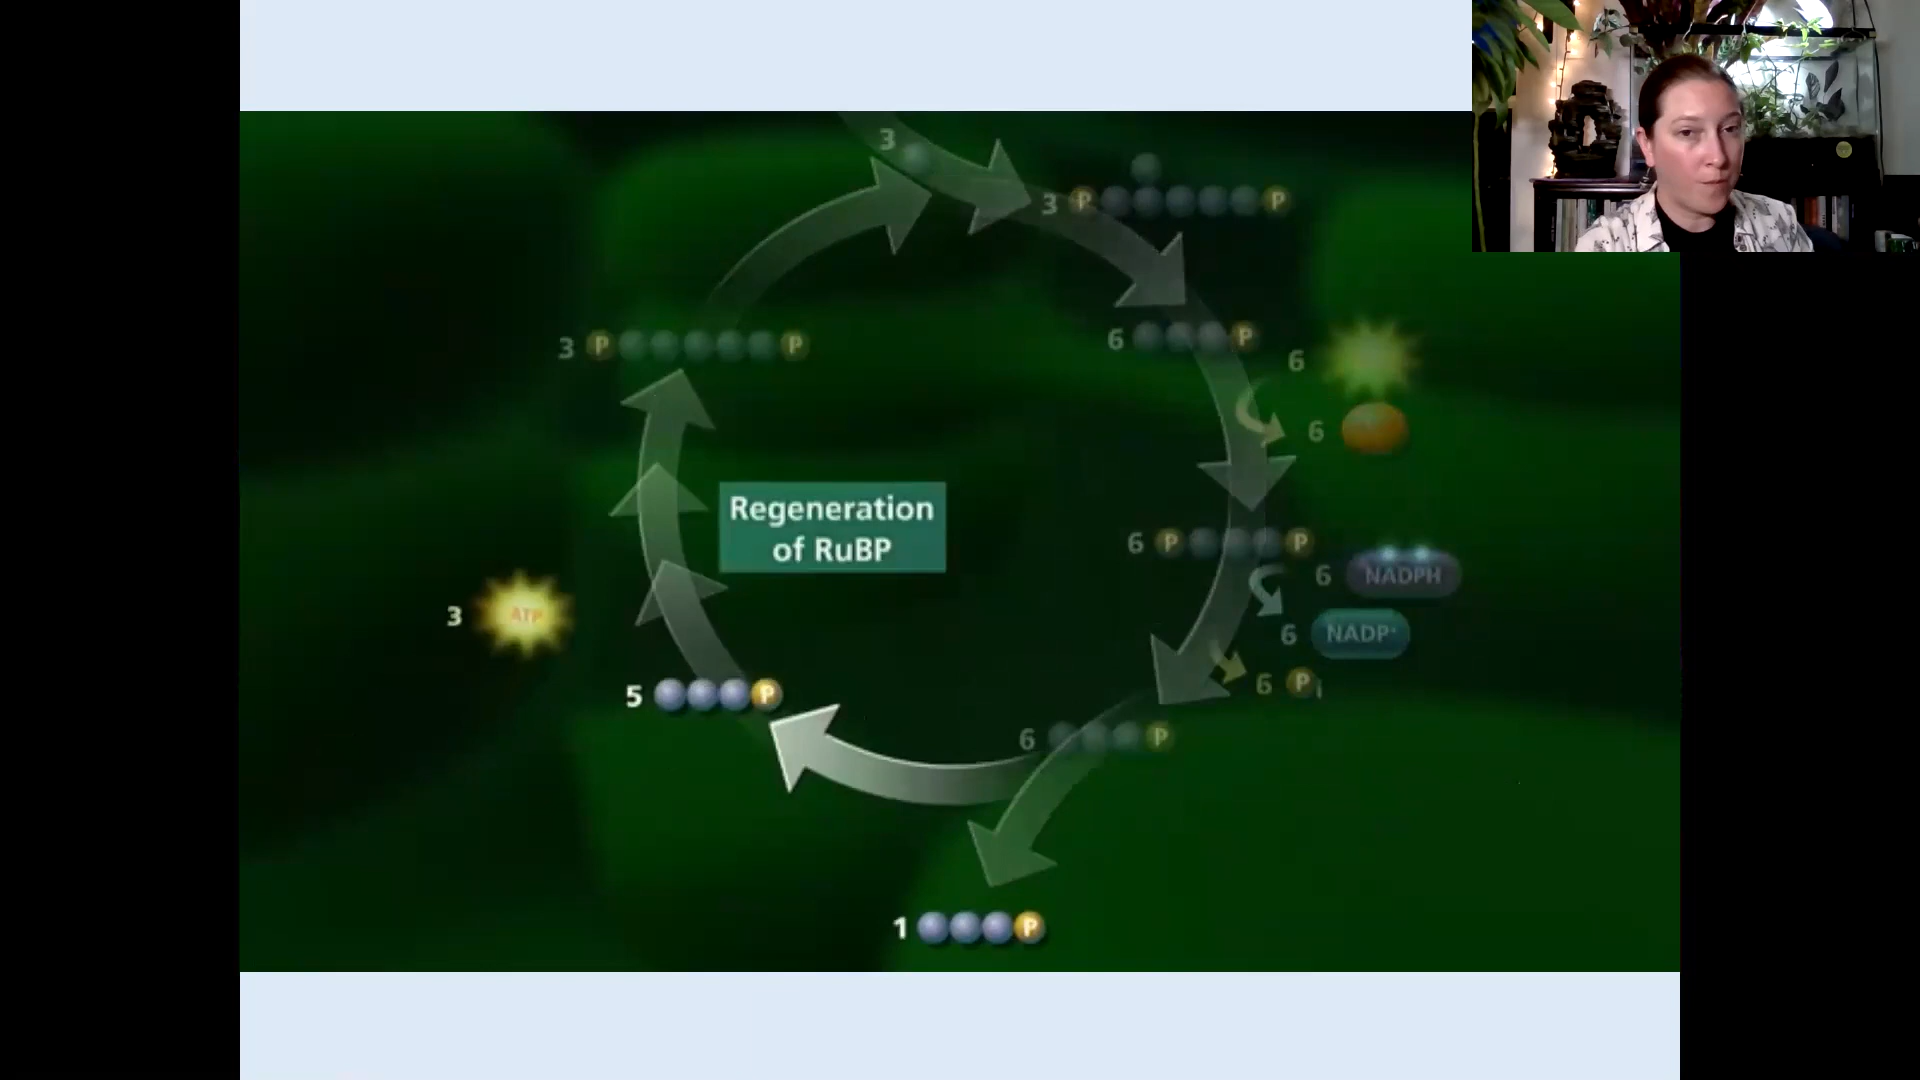 3
3 P P
6 P
6
6
3 P P
Regeneration
of RuBP
6 P P
6 NADPH
6 NADP+
6 Pi
3 ATP
5 P
6 P
1 P